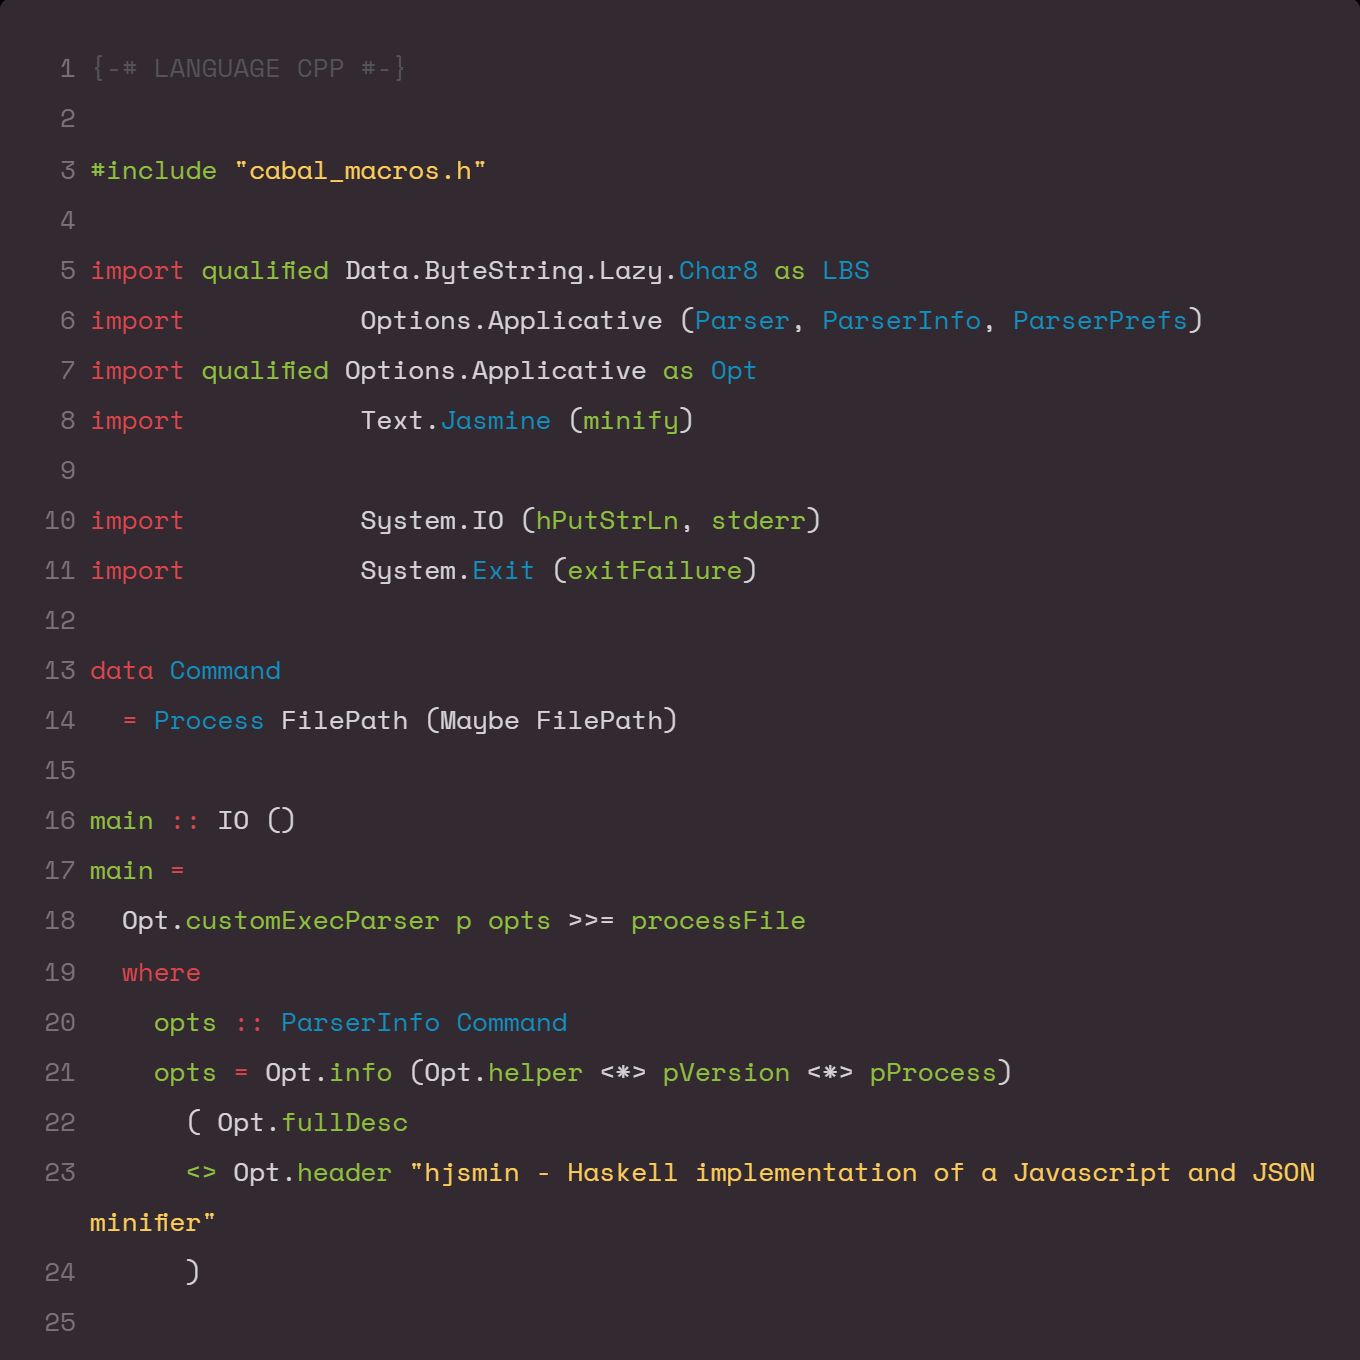 1 {-# LANGUAGE CPP #-}
2
3 #include "cabal_macros.h"
4
5 import qualified Data.ByteString.Lazy.Char8 as LBS
6 import           Options.Applicative (Parser, ParserInfo, ParserPrefs)
7 import qualified Options.Applicative as Opt
8 import           Text.Jasmine (minify)
9
10 import           System.IO (hPutStrLn, stderr)
11 import           System.Exit (exitFailure)
12
13 data Command
14   = Process FilePath (Maybe FilePath)
15
16 main :: IO ()
17 main =
18   Opt.customExecParser p opts >>= processFile
19   where
20     opts :: ParserInfo Command
21     opts = Opt.info (Opt.helper <*> pVersion <*> pProcess)
22       ( Opt.fullDesc
23       <> Opt.header "hjsmin - Haskell implementation of a Javascript and JSON
minifier"
24       )
25